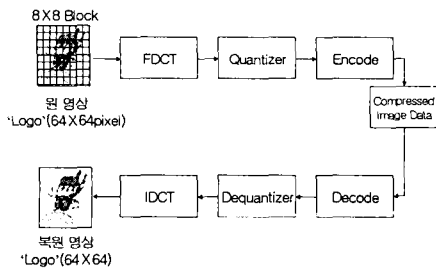 8X8 Block
FDCT
Quantizer
Encode
원 영상
'Logo'(64X64pixel)
Compressed
Image Data
IDCT
Dequantizer
Decode
복원 영상
'Logo'(64X64)